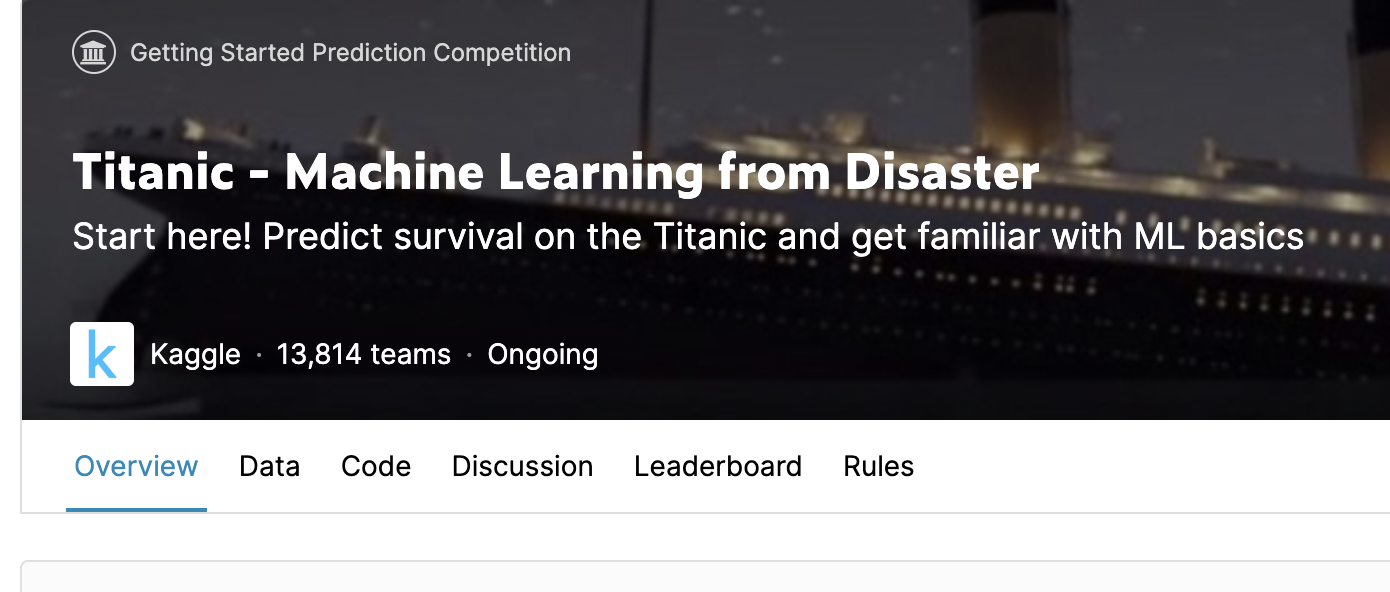 Getting Started Prediction Competition
Titanic - Machine Learning from Disaster
Start here! Predict survival on the Titanic and get familiar with ML basics
k
Kaggle · 13,814 teams · Ongoing
Overview Data Code Discussion Leaderboard Rules